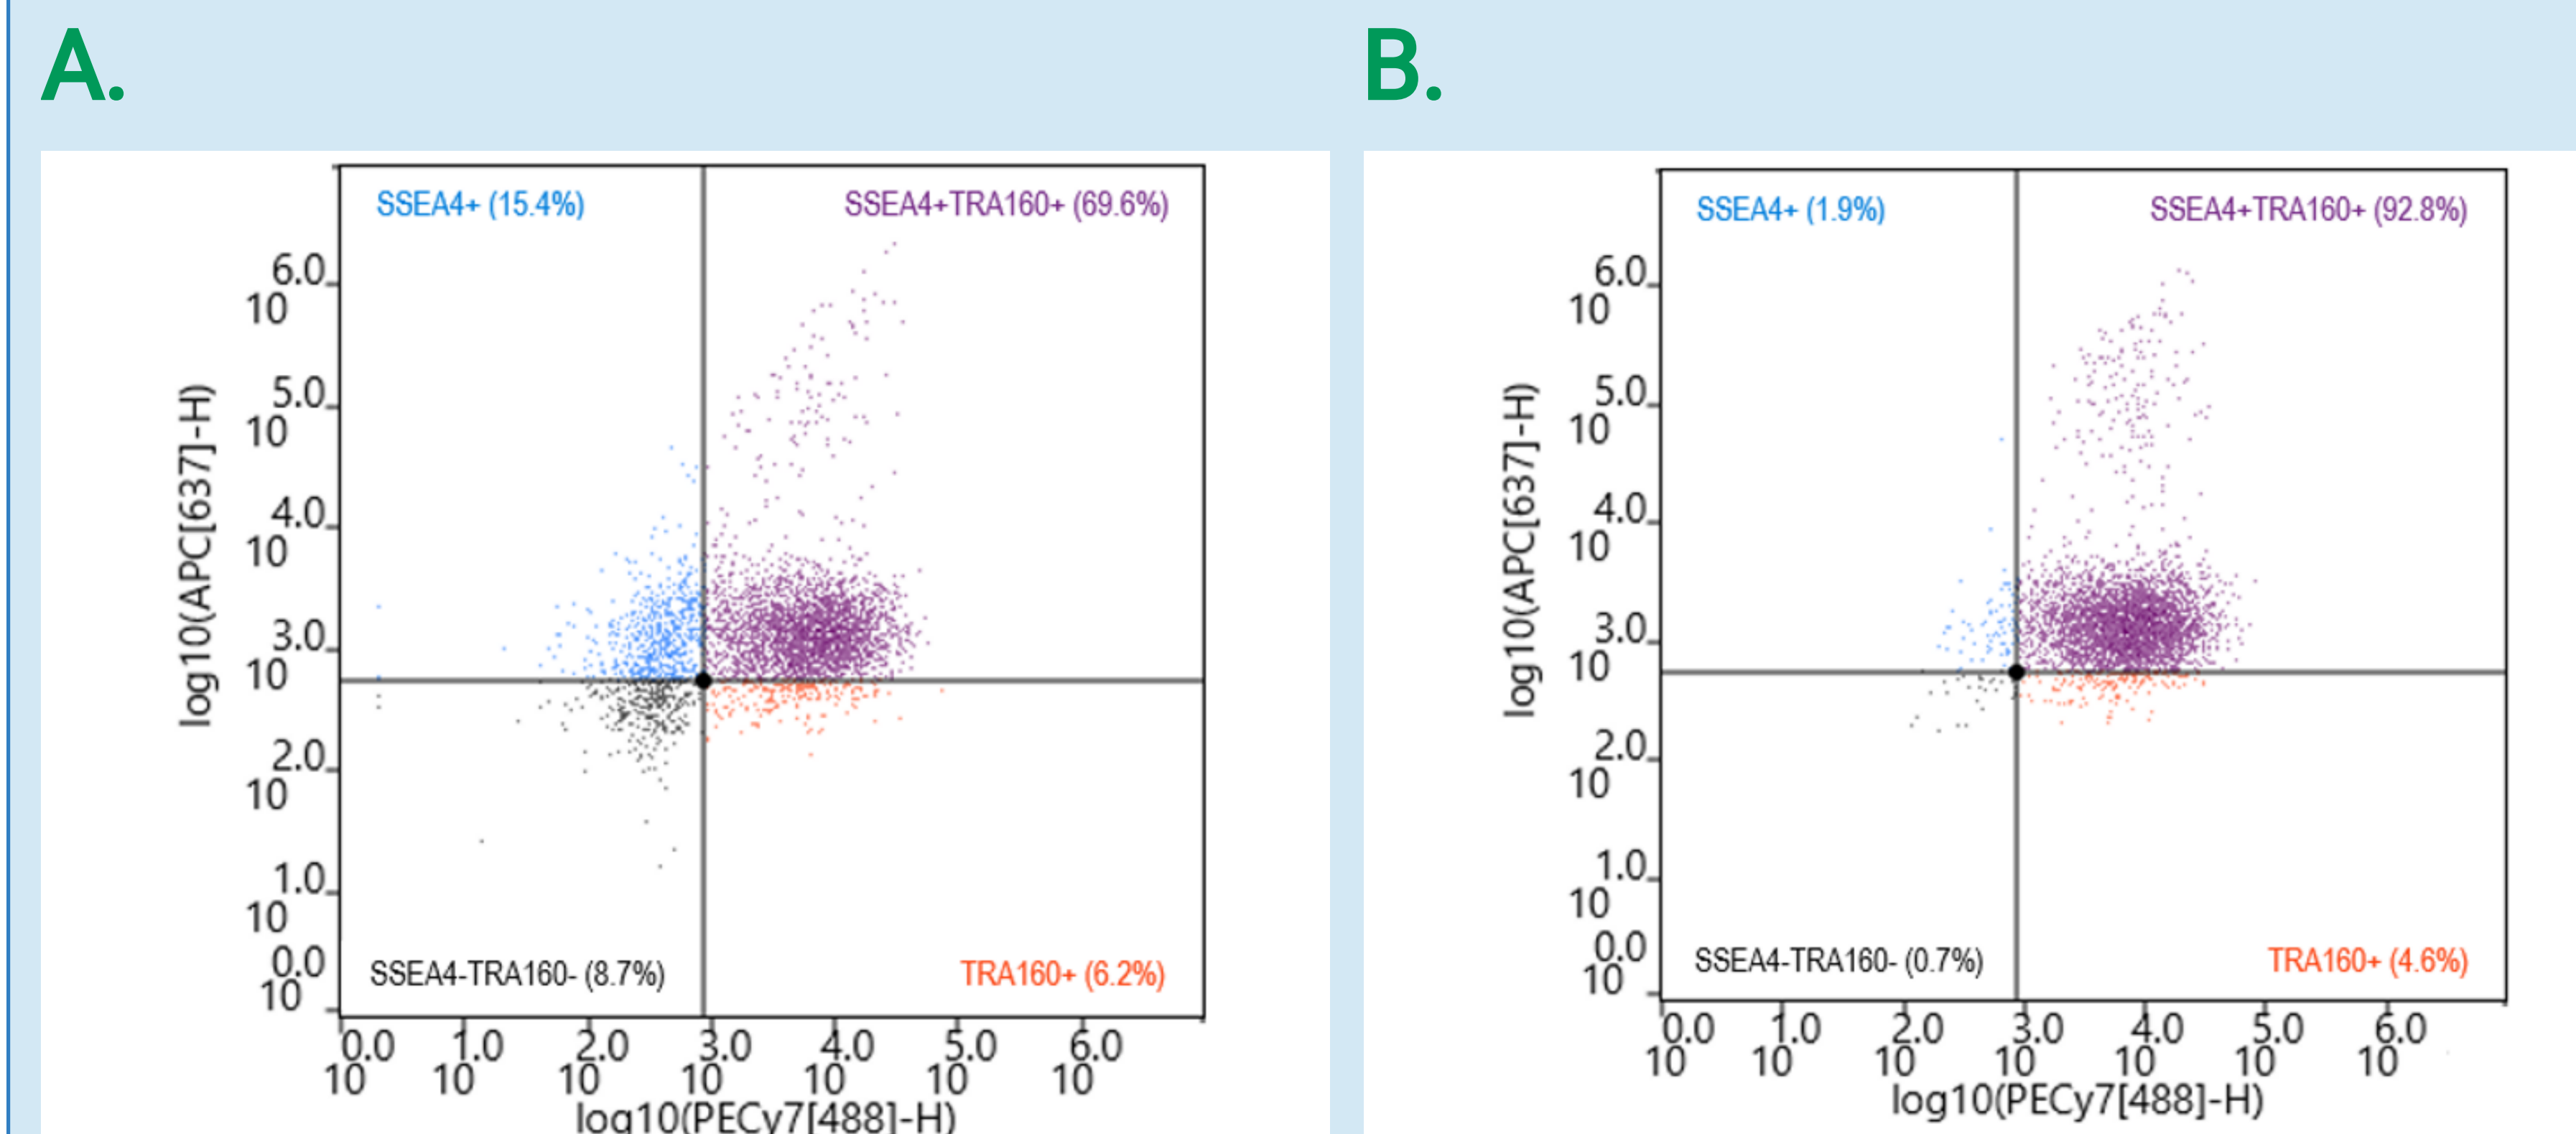 A.
B.
SSEA4+ (15.4%)
SSEA4+TRA160+ (69.6%)
10 6.0
10 5.0
10 4.0
10 3.0
10 2.0
10 1.0
10 0.0
log10(APC[637]-H)
SSEA4-TRA160- (8.7%)
TRA160+ (6.2%)
10 0.0
10 1.0
10 2.0
10 3.0
10 4.0
10 5.0
10 6.0
log10(PECy7[488]-H)
SSEA4+ (1.9%)
SSEA4+TRA160+ (92.8%)
10 6.0
10 5.0
10 4.0
10 3.0
10 2.0
10 1.0
10 0.0
log10(APC[637]-H)
SSEA4-TRA160- (0.7%)
TRA160+ (4.6%)
10 0.0
10 1.0
10 2.0
10 3.0
10 4.0
10 5.0
10 6.0
log10(PECy7[488]-H)